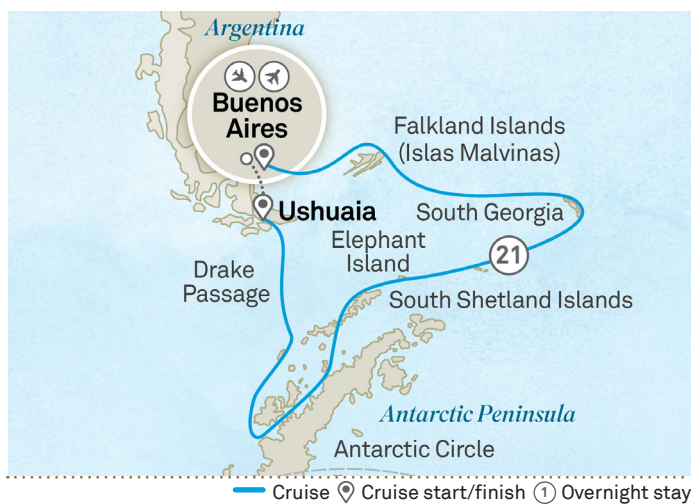 Argentina
Buenos
Aires
Falkland Islands
(Islas Malvinas)
Ushuaia
South Georgia
Elephant
Island
21
Drake
Passage
South Shetland Islands
Antarctic Peninsula
Antarctic Circle
Cruise Cruise start/finish 1 Overnight stay